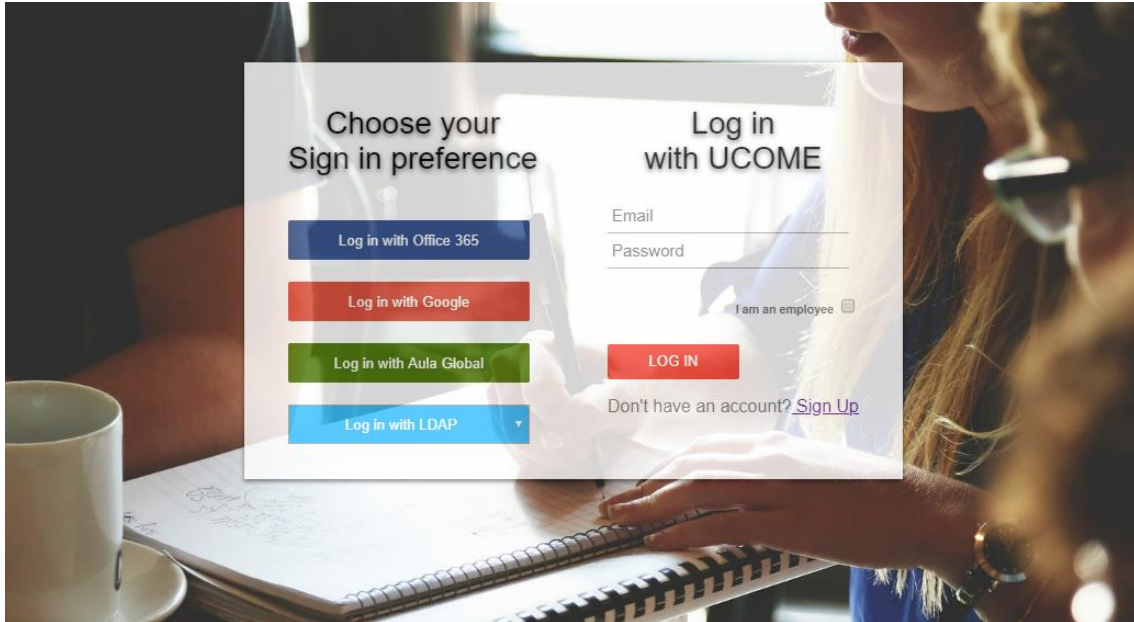 Choose your
Sign in preference
Log in with Office 365
Log in with Google
Log in with Aula Global
Log in with LDAP
Log in
with UCOME
Email
Password
I am an employee
LOG IN
Don't have an account? Sign Up